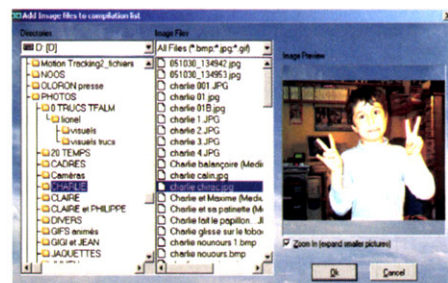 Add Image files to compilation list
Directories
D: [D]
Motion Tracking2_fichiers
NOOS
OLORON presse
PHOTOS
0 TRUCS TFALM
lionel
visuels
visuels trucs
20 TEMPS
CADRES
Caméras
CHARLIE
CLAIRE
CLAIRE et PHILIPPE
DIVERS
GIFS animés
GIGI et JEAN
JAQUETTES
Image Files
All Files (*.bmp;*.jpg;*.gif)
051030_134942.jpg
051030_134953.jpg
charlie 001.JPG
charlie 01.jpg
charlie 01B.jpg
charlie 1.JPG
charlie 2.JPG
charlie 3.JPG
charlie 4.JPG
Charlie balançoire (Medi
charlie calin.jpg
charlie chirac.jpg
Charlie et Maxime (Mediu
Charlie et sa patinette (M
Charlie fait le papillon... J
Charlie glisse sur le tobog
charlie nounours 1.bmp
charlie nounours.bmp
Image Preview
Zoom In (expand smaller pictures)
Ok
Cancel